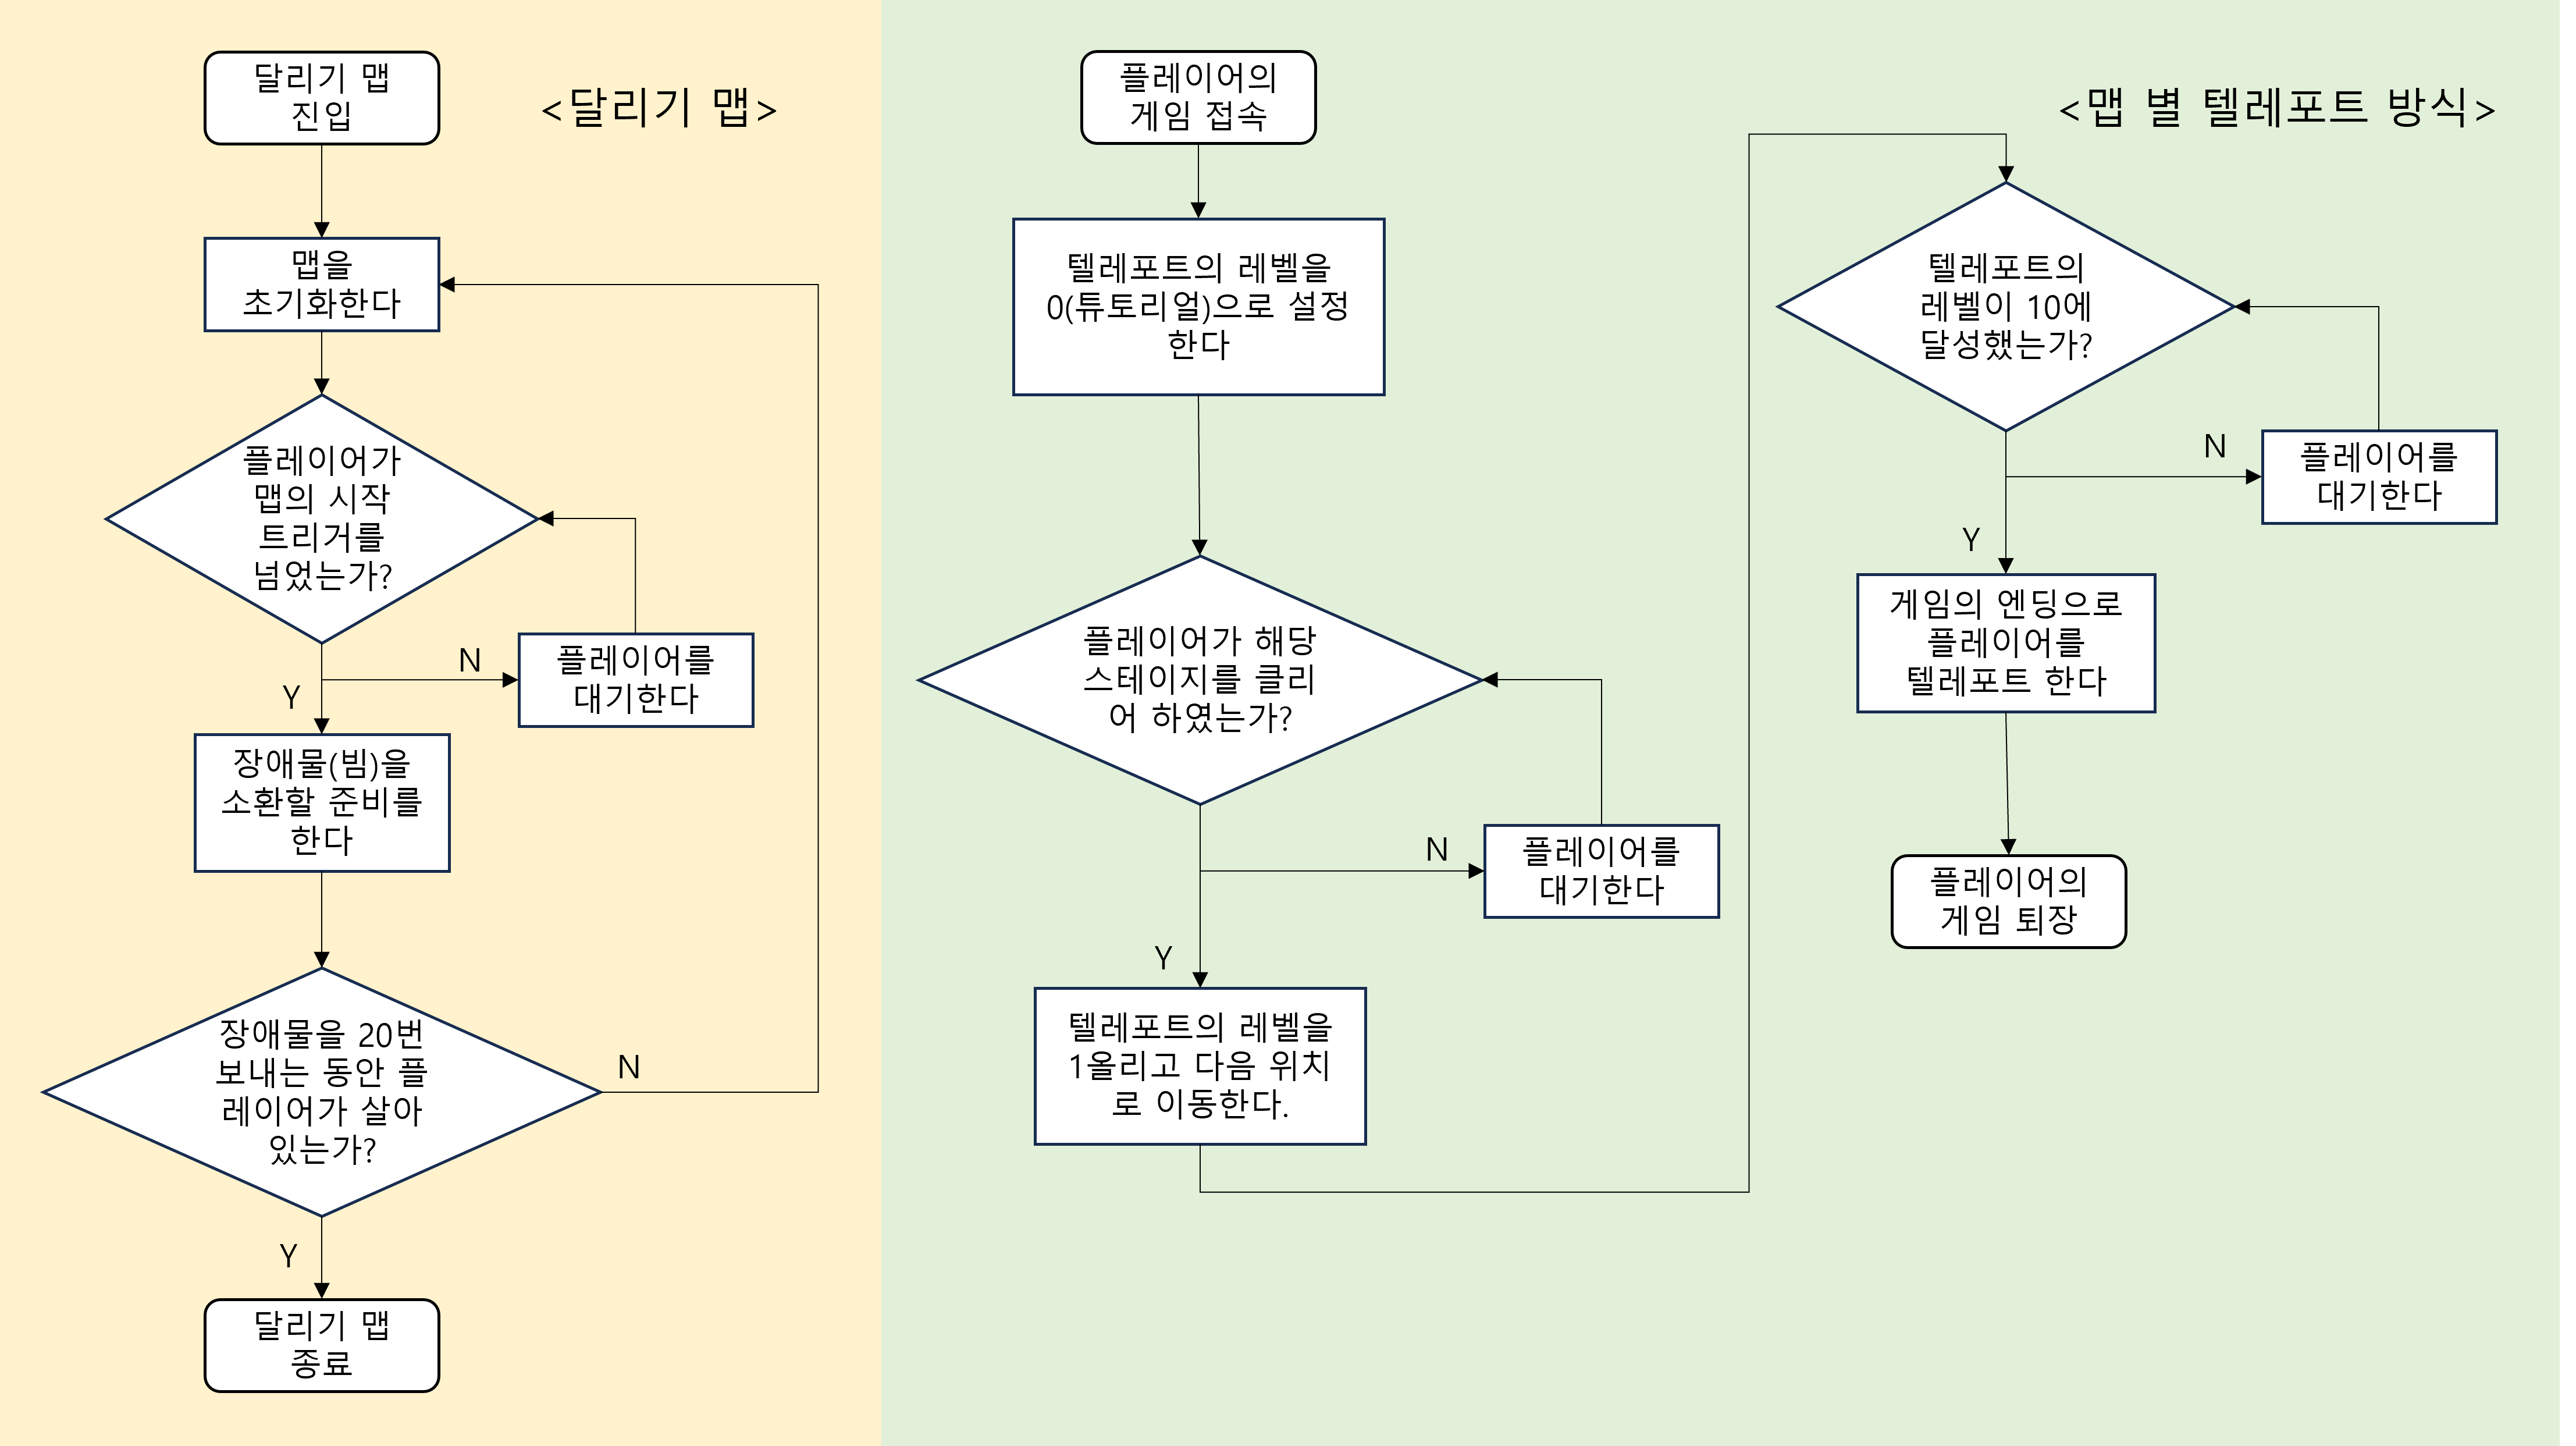 <달리기 맵>
달리기 맵
진입
맵을
초기화한다
플레이어가
맵의 시작
트리거를
넘었는가?
N
플레이어를
대기한다
Y
장애물(빔)을
소환할 준비를
한다
장애물을 20번
보내는 동안 플
레이어가 살아
있는가?
N
Y
달리기 맵
종료
<맵 별 텔레포트 방식>
플레이어의
게임 접속
텔레포트의 레벨을
0(튜토리얼)으로 설정
한다
플레이어가 해당
스테이지를 클리
어 하였는가?
N
플레이어를
대기한다
Y
텔레포트의 레벨을
1올리고 다음 위치
로 이동한다.
텔레포트의
레벨이 10에
달성했는가?
N
플레이어를
대기한다
Y
게임의 엔딩으로
플레이어를
텔레포트 한다
플레이어의
게임 퇴장